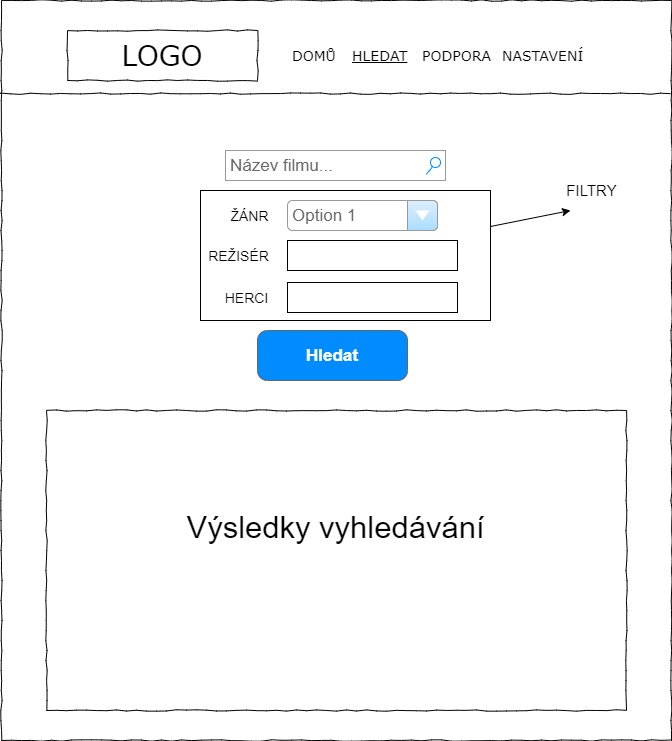 LOGO
DOMŮ HLEDAT PODPORA NASTAVENÍ
Název filmu...
FILTRY
ŽÁNR Option 1
REŽISÉR
HERCI
Hledat
Výsledky vyhledávání